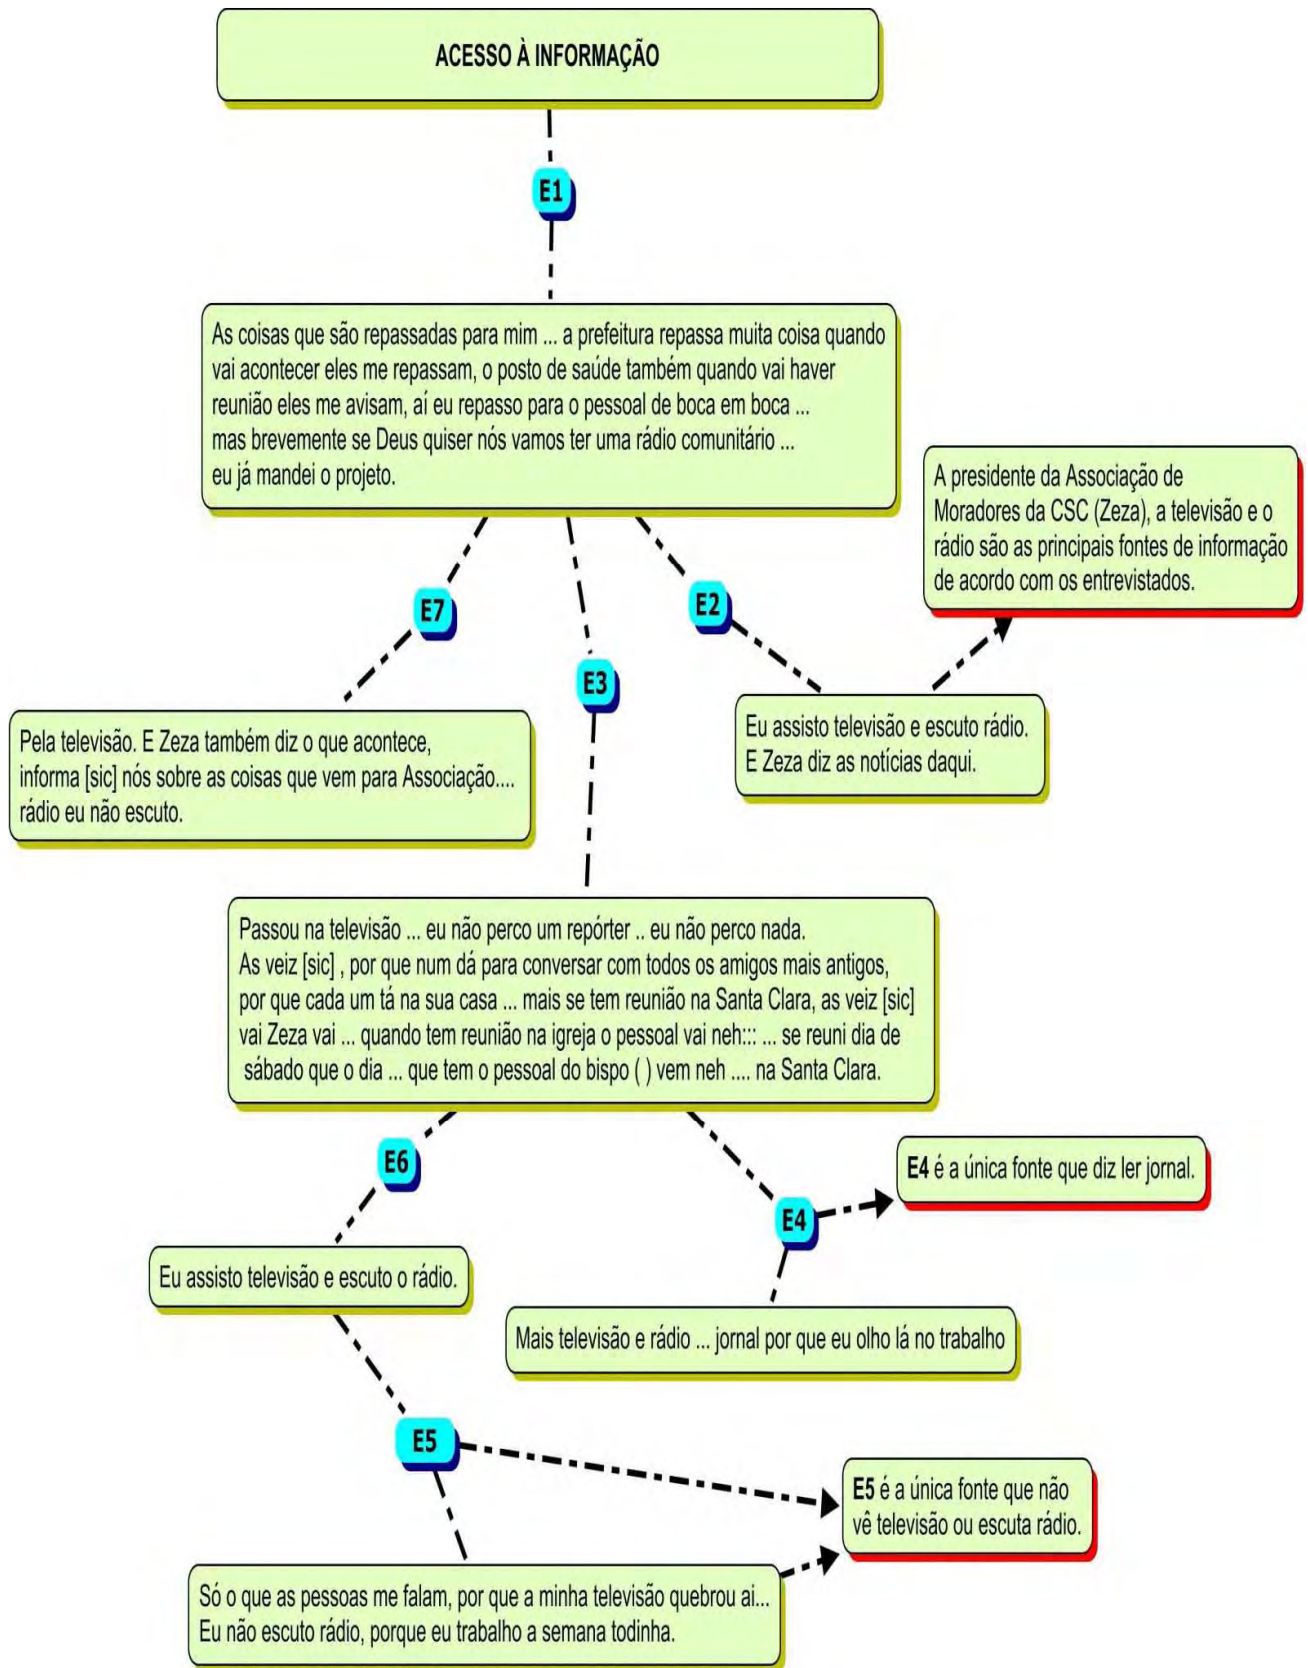 ACESSO À INFORMAÇÃO
E1
As coisas que são repassadas para mim ... a prefeitura repassa muita coisa quando
vai acontecer eles me repassam, o posto de saúde também quando vai haver
reunião eles me avisam, aí eu repasso para o pessoal de boca em boca ...
mas brevemente se Deus quiser nós vamos ter uma rádio comunitário ...
eu já mandei o projeto.
A presidente da Associação de
Moradores da CSC (Zeza), a televisão e o
rádio são as principais fontes de informação
de acordo com os entrevistados.
E7
E2
E3
Pela televisão. E Zeza também diz o que acontece,
informa [sic] nós sobre as coisas que vem para Associação....
rádio eu não escuto.
Eu assisto televisão e escuto rádio.
E Zeza diz as notícias daqui.
Passou na televisão ... eu não perco um repórter .. eu não perco nada.
As veiz [sic] , por que num dá para conversar com todos os amigos mais antigos,
por que cada um tá na sua casa ... mais se tem reunião na Santa Clara, as veiz [sic]
vai Zeza vai ... quando tem reunião na igreja o pessoal vai neh::: ... se reuni dia de
sábado que o dia ... que tem o pessoal do bispo ( ) vem neh .... na Santa Clara.
E6
E4
E4 é a única fonte que diz ler jornal.
Eu assisto televisão e escuto o rádio.
Mais televisão e rádio ... jornal por que eu olho lá no trabalho
E5
E5 é a única fonte que não
vê televisão ou escuta rádio.
Só o que as pessoas me falam, por que a minha televisão quebrou ai...
Eu não escuto rádio, porque eu trabalho a semana todinha.